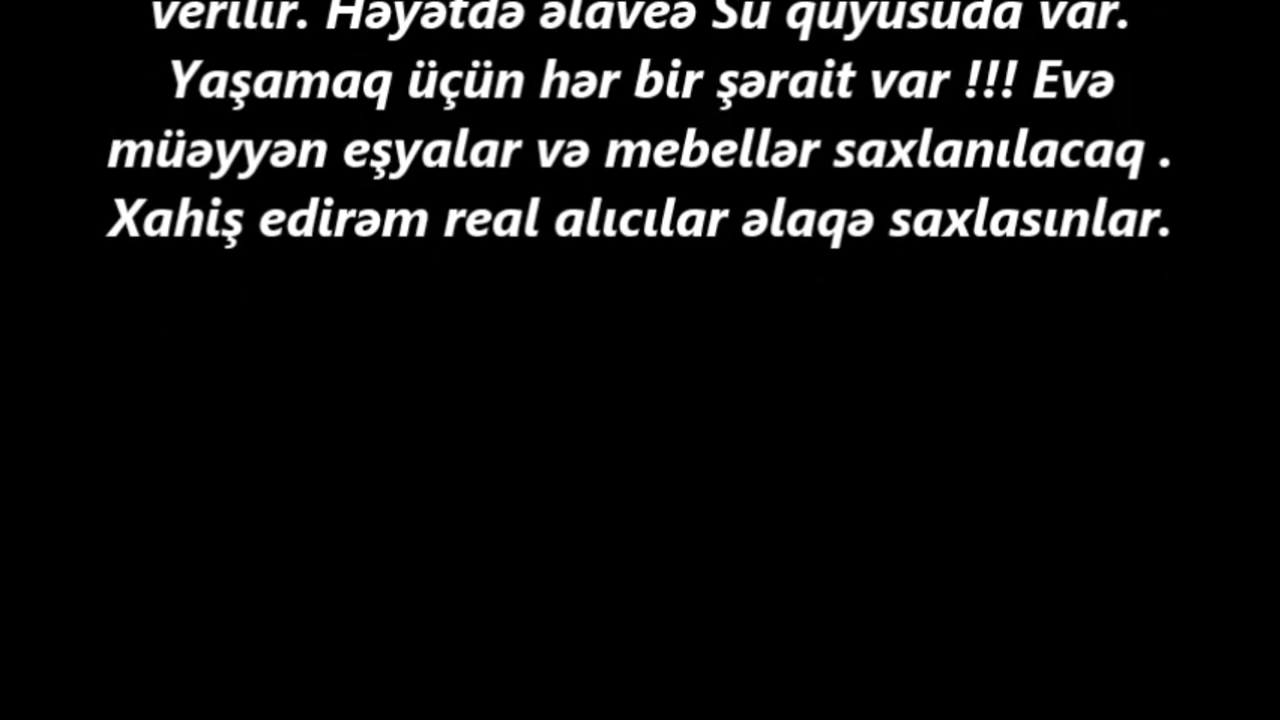 verilir. Həyətdə əlaveə Su quyusuda var.
Yaşamaq üçün hər bir şərait var !!! Evə
müəyyən eşyalar və mebellər saxlanılacaq .
Xahiş edirəm real alıcılar əlaqə saxlasınlar.